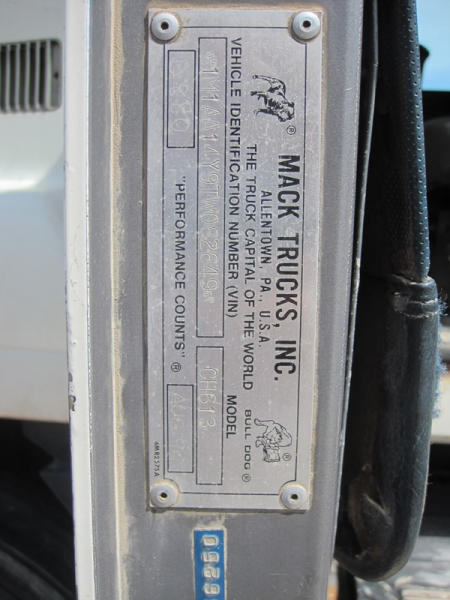 MACK TRUCKS, INC.
ALLENTOWN, PA., U.S.A.
THE TRUCK CAPITAL OF THE WORLD
BULL DOG ®
®
VEHICLE IDENTIFICATION NUMBER (VIN)
MODEL
CH613
"PERFORMANCE COUNTS" ®
6MR2575A